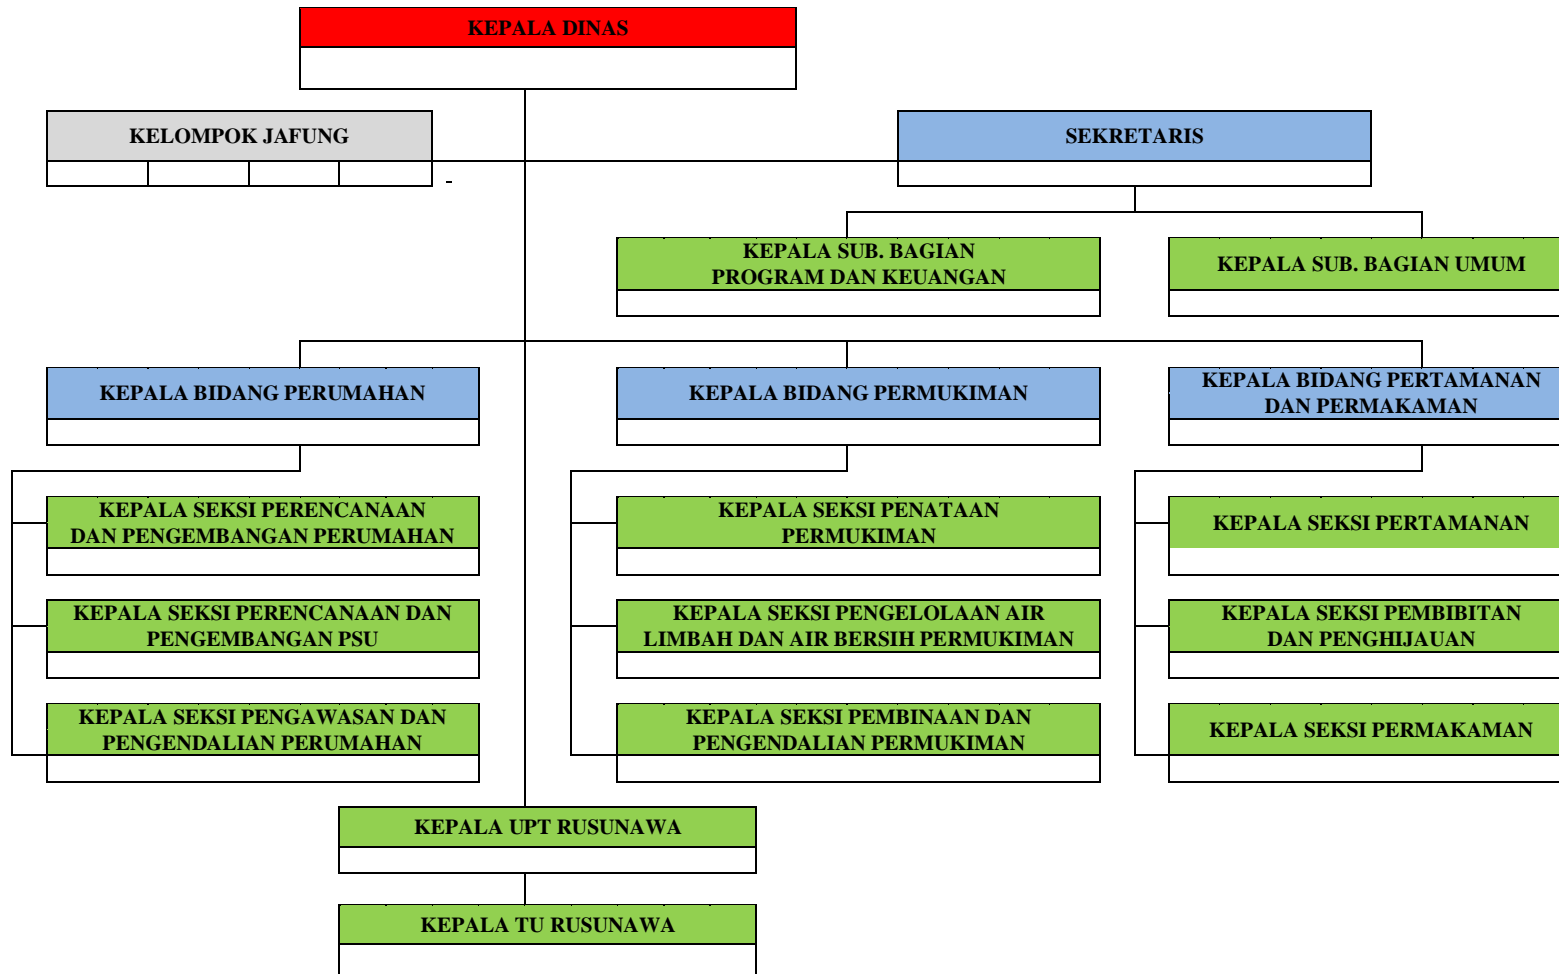 KEPALA DINAS
KELOMPOK JAFUNG
SEKRETARIS
-
KEPALA SUB. BAGIAN
PROGRAM DAN KEUANGAN
KEPALA SUB. BAGIAN UMUM
KEPALA BIDANG PERUMAHAN
KEPALA BIDANG PERMUKIMAN
KEPALA BIDANG PERTAMANAN
DAN PERMAKAMAN
KEPALA SEKSI PERENCANAAN
DAN PENGEMBANGAN PERUMAHAN
KEPALA SEKSI PENATAAN
PERMUKIMAN
KEPALA SEKSI PERTAMANAN
KEPALA SEKSI PERENCANAAN DAN
PENGEMBANGAN PSU
KEPALA SEKSI PENGELOLAAN AIR
LIMBAH DAN AIR BERSIH PERMUKIMAN
KEPALA SEKSI PEMBIBITAN
DAN PENGHIJAUAN
KEPALA SEKSI PENGAWASAN DAN
PENGENDALIAN PERUMAHAN
KEPALA SEKSI PEMBINAAN DAN
PENGENDALIAN PERMUKIMAN
KEPALA SEKSI PERMAKAMAN
KEPALA UPT RUSUNAWA
KEPALA TU RUSUNAWA